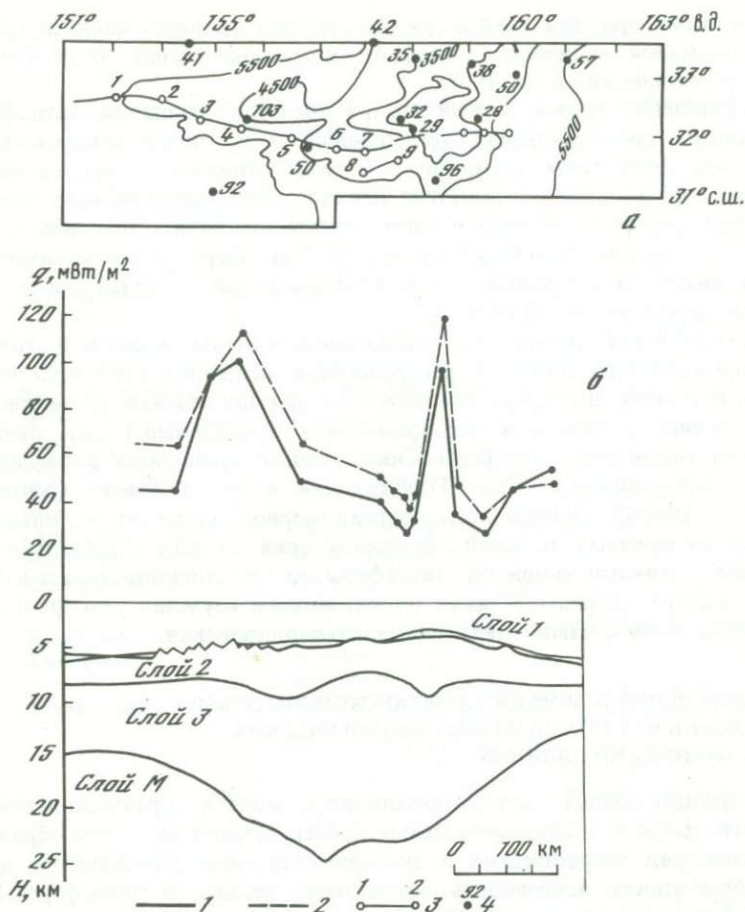 151° 155° 160° 163° в.д.
41 42 35 3500 38 50 57
5500 4500 33°
1 2 3 4 103 5 50 6 7 8 9 32 25 28 32°
5500
92 96 31° с.ш.
а
q, мВт/м²
120
100
80
60
40
20
б
0
5
10
15
20
25
Слой 1
Слой 2
Слой 3
Слой М
0 100 км
H, км
1 2 1 2 3 92 4